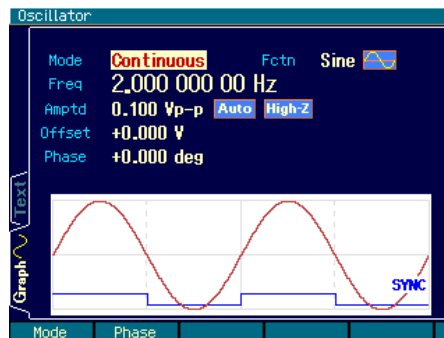 Oscillator
Mode Continuous Fctn Sine
Freq 2.000 000 00 Hz
Amptd 0.100 Vp-p Auto High-Z
Offset +0.000 V
Phase +0.000 deg
Text
Graph
SYNC
Mode Phase